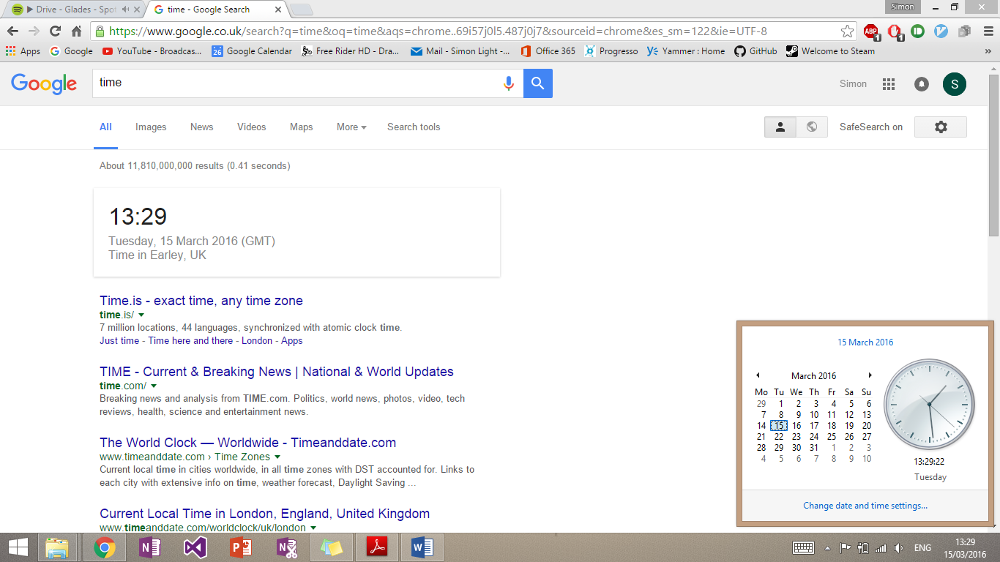 Drive - Glades - Spot
time - Google Search
Simon
https://www.google.co.uk/search?q=time&oq=time&aqs=chrome..69i57j0l5.487j0j7&sourceid=chrome&es_sm=122&ie=UTF-8
ABP 1 1
Apps Google YouTube - Broadcas... 26 Google Calendar Free Rider HD - Dra... Mail - Simon Light -... Office 365 Progresso Yammer : Home GitHub Welcome to Steam »
Google
time
Simon
S
All Images News Videos Maps More Search tools
SafeSearch on
About 11,810,000,000 results (0.41 seconds)
13:29
Tuesday, 15 March 2016 (GMT)
Time in Earley, UK
Time.is - exact time, any time zone
time.is/
7 million locations, 44 languages, synchronized with atomic clock time.
Just time - Time here and there - London - Apps
TIME - Current & Breaking News | National & World Updates
time.com/
Breaking news and analysis from TIME.com. Politics, world news, photos, video, tech
reviews, health, science and entertainment news.
The World Clock — Worldwide - Timeanddate.com
www.timeanddate.com › Time Zones
Current local time in cities worldwide, in all time zones with DST accounted for. Links to
each city with extensive info on time, weather forecast, Daylight Saving ...
Current Local Time in London, England, United Kingdom
www.timeanddate.com/worldclock/uk/london
15 March 2016
March 2016
Mo Tu We Th Fr Sa Su
29 1 2 3 4 5 6
7 8 9 10 11 12 13
14 15 16 17 18 19 20
21 22 23 24 25 26 27
28 29 30 31 1 2 3
4 5 6 7 8 9 10
13:29:22
Tuesday
Change date and time settings...
ENG
13:29
15/03/2016